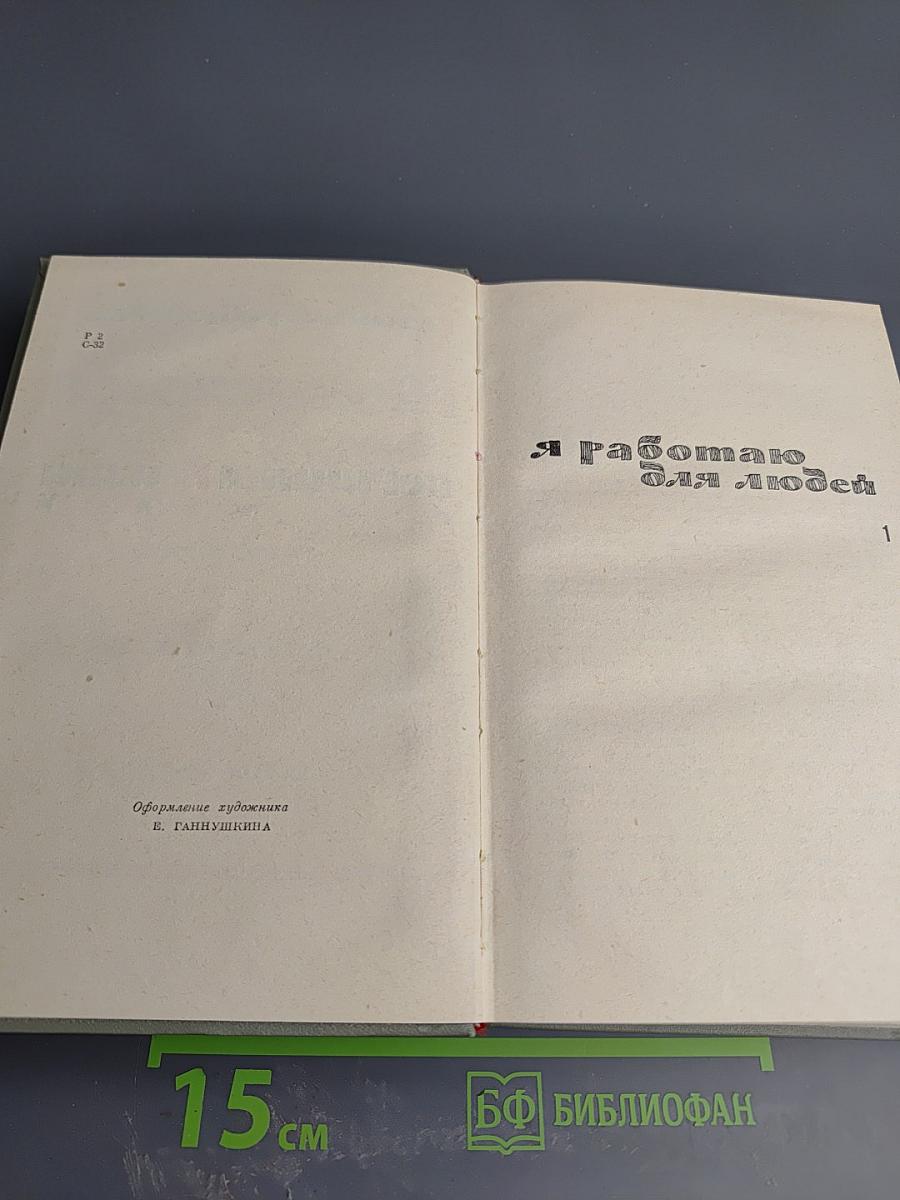 Р 2
С-32
Оформление художника
Е. ГАННУШКИНА
я работаю
для людей
1
15 см
БФ БИБЛИОФАН